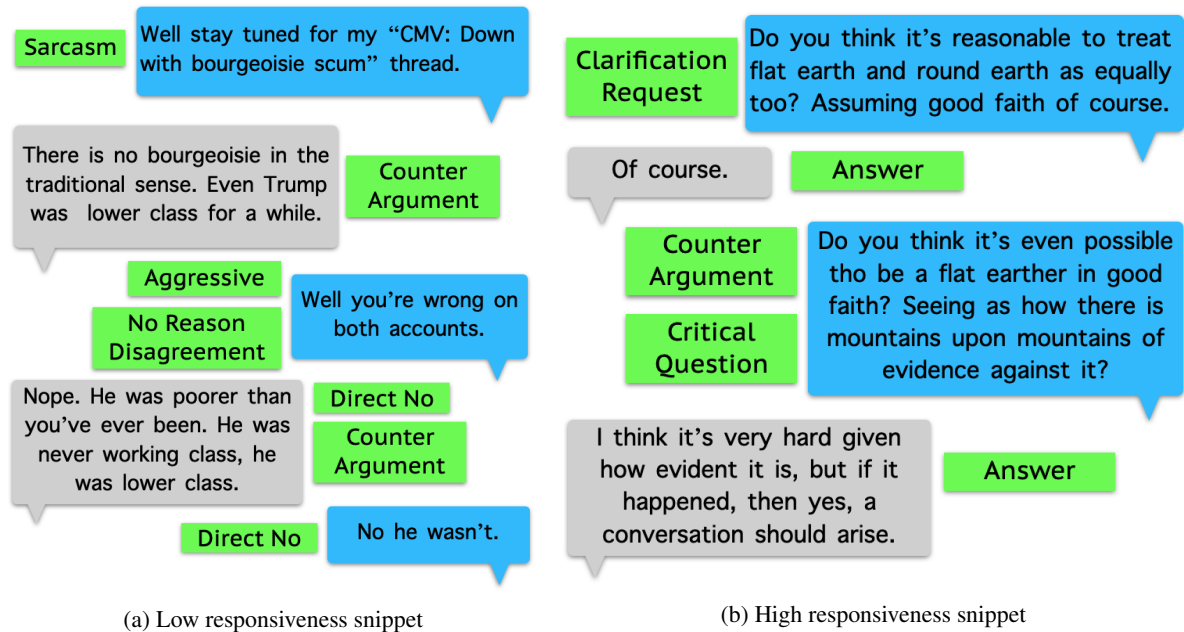 Sarcasm
Well stay tuned for my “CMV: Down
with bourgeoisie scum” thread.
There is no bourgeoisie in the
traditional sense. Even Trump
was lower class for a while.
Counter
Argument
Aggressive
No Reason
Disagreement
Well you’re wrong on
both accounts.
Nope. He was poorer than
you’ve ever been. He was
never working class, he
was lower class.
Direct No
Counter
Argument
Direct No
No he wasn’t.
(a) Low responsiveness snippet
Clarification
Request
Do you think it’s reasonable to treat
flat earth and round earth as equally
too? Assuming good faith of course.
Of course.
Answer
Counter
Argument
Critical
Question
Do you think it’s even possible
tho be a flat earther in good
faith? Seeing as how there is
mountains upon mountains of
evidence against it?
I think it’s very hard given
how evident it is, but if it
happened, then yes, a
conversation should arise.
Answer
(b) High responsiveness snippet